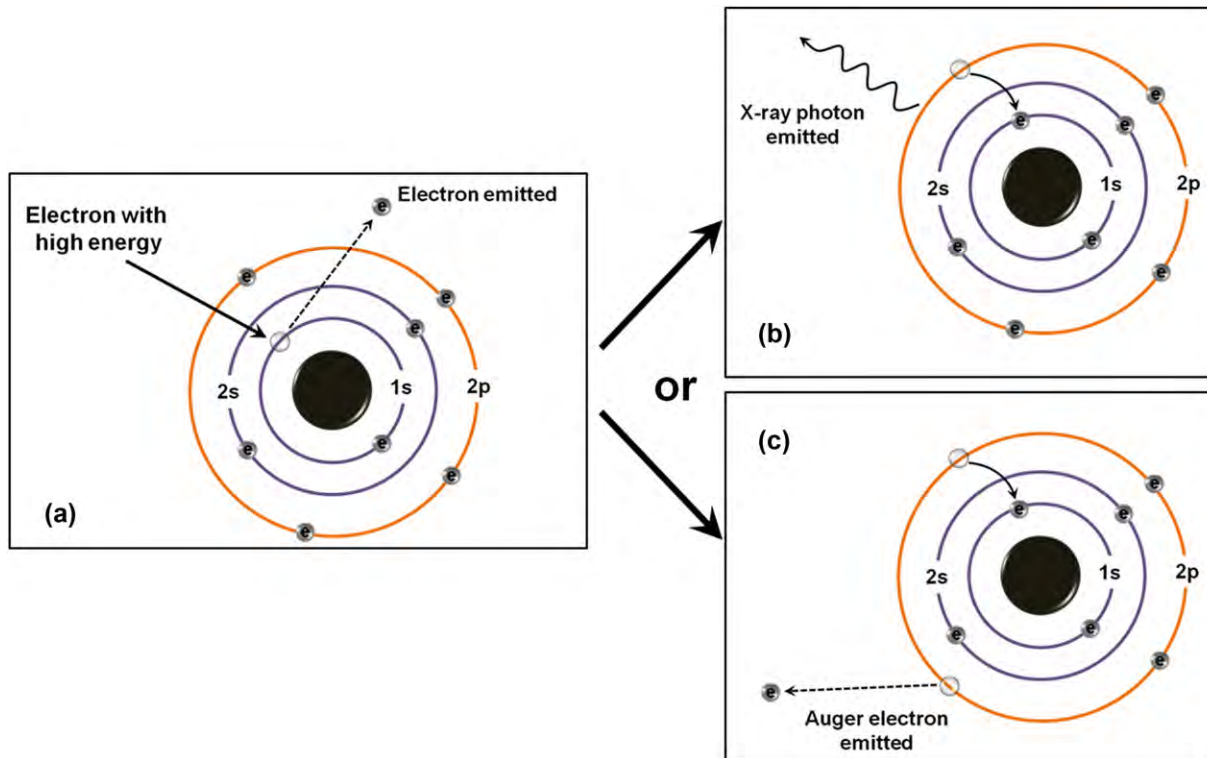 Electron with
high energy
Electron emitted
e
e
e
e
e
2s
1s
2p
e
e
e
e
(a)
or
X-ray photon
emitted
e
e
e
2s
1s
2p
e
e
e
e
(b)
(c)
e
e
e
2s
1s
2p
e
e
e
e
Auger electron
emitted